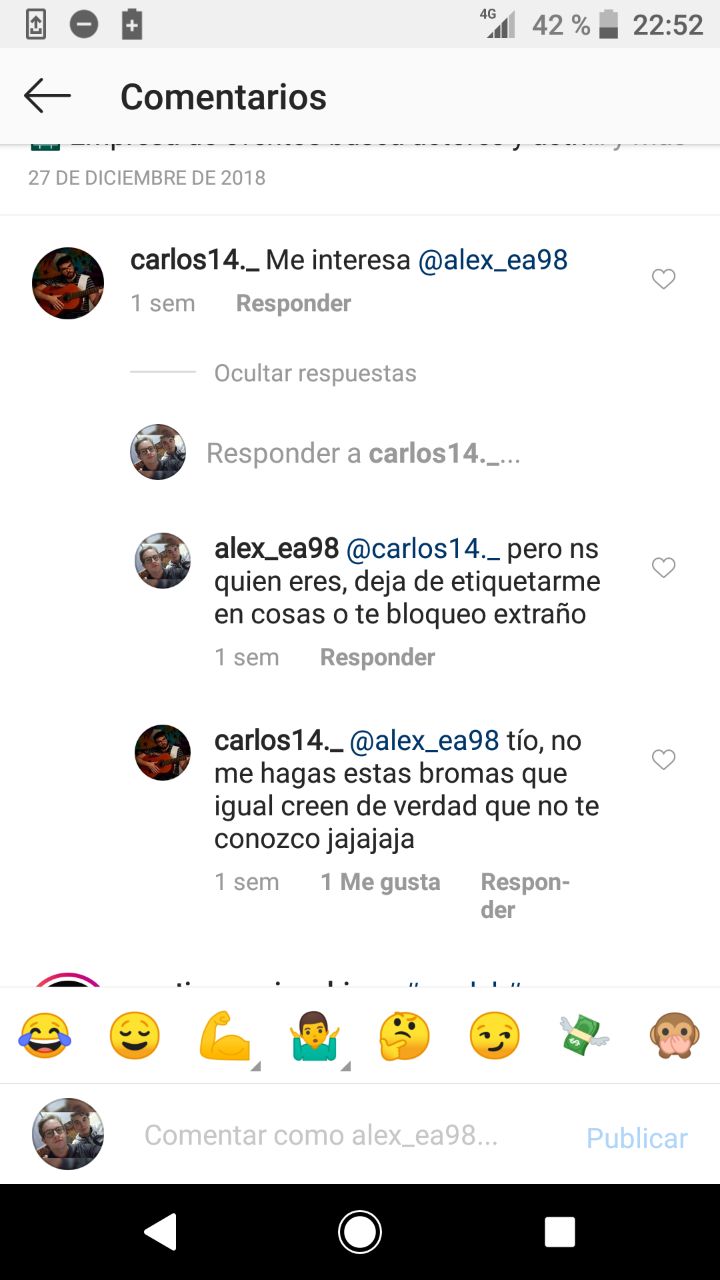 4G 42 % 22:52
Comentarios
27 DE DICIEMBRE DE 2018
carlos14._ Me interesa @alex_ea98
1 sem Responder
Ocultar respuestas
Responder a carlos14._...
alex_ea98 @carlos14._ pero ns
quien eres, deja de etiquetarme
en cosas o te bloqueo extraño
1 sem Responder
carlos14._ @alex_ea98 tío, no
me hagas estas bromas que
igual creen de verdad que no te
conozco jajajaja
1 sem 1 Me gusta Respon-
der
Comentar como alex_ea98... Publicar